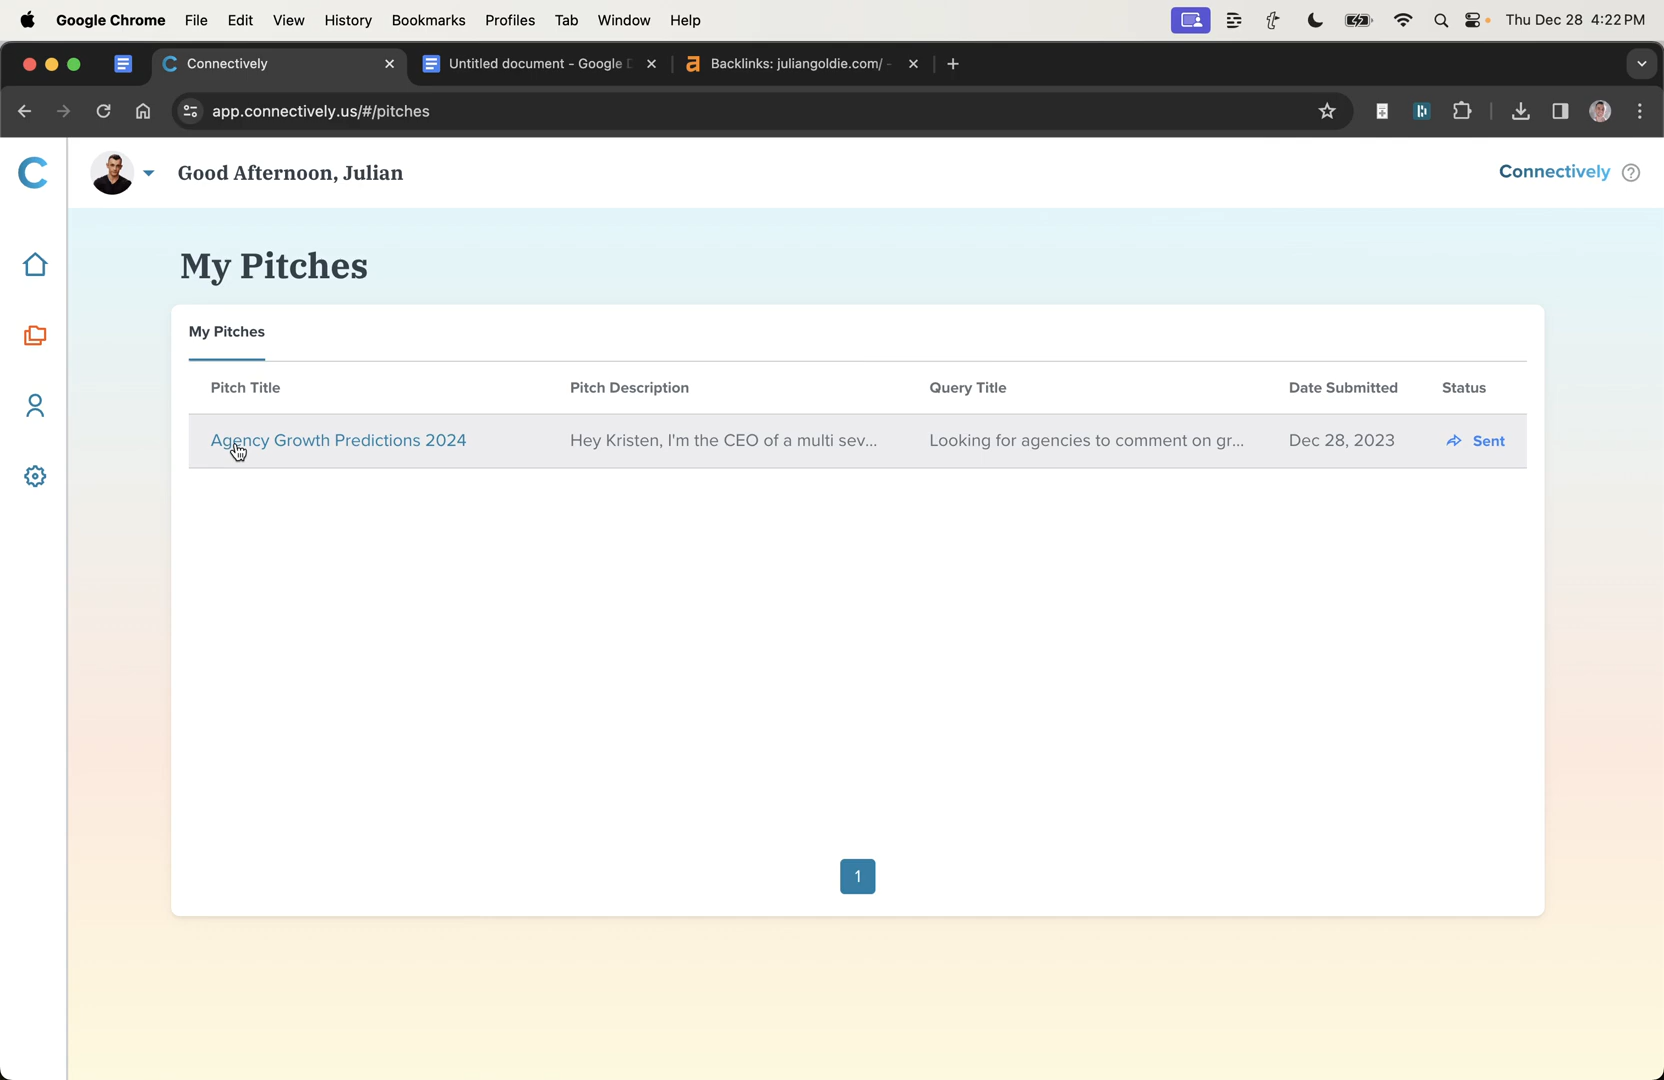 Google Chrome File Edit View History Bookmarks Profiles Tab Window Help Thu Dec 28 4:22 PM
Connectively Untitled document - Google Backlinks: juliangoldie.com/ -
app.connectively.us/#/pitches
Good Afternoon, Julian Connectively
My Pitches
My Pitches
Pitch Title Pitch Description Query Title Date Submitted Status
Agency Growth Predictions 2024 Hey Kristen, I'm the CEO of a multi sev... Looking for agencies to comment on gr... Dec 28, 2023 Sent
1